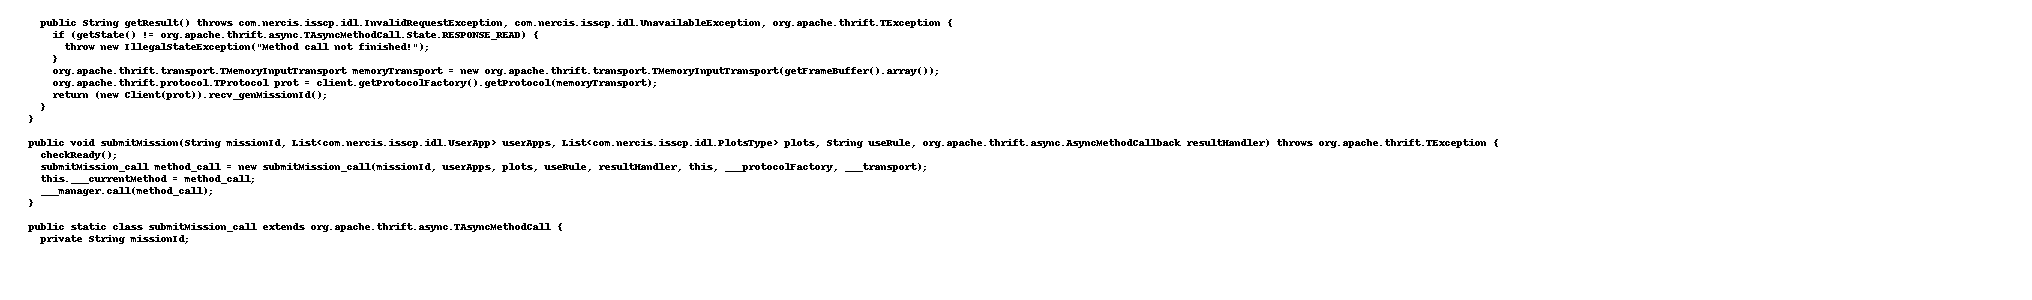 public String getResult() throws com.nercis.isscp.idl.InvalidRequestException, com.nercis.isscp.idl.UnavailableException, org.apache.thrift.TException {
if (getState() != org.apache.thrift.async.TAsyncMethodCall.State.RESPONSE_READ) {
throw new IllegalStateException("Method call not finished!");
}
org.apache.thrift.transport.TMemoryInputTransport memoryTransport = new org.apache.thrift.transport.TMemoryInputTransport(getFrameBuffer().array());
org.apache.thrift.protocol.TProtocol prot = client.getProtocolFactory().getProtocol(memoryTransport);
return (new Client(prot)).recv_genMissionId();
}
}
public void submitMission(String missionId, List<com.nercis.isscp.idl.UserApp> userApps, List<com.nercis.isscp.idl.PlotsType> plots, String useRule, org.apache.thrift.async.AsyncMethodCallback resultHandler) throws org.apache.thrift.TException {
checkReady();
submitMission_call method_call = new submitMission_call(missionId, userApps, plots, useRule, resultHandler, this, ___protocolFactory, ___transport);
this.___currentMethod = method_call;
___manager.call(method_call);
}
public static class submitMission_call extends org.apache.thrift.async.TAsyncMethodCall {
private String missionId;